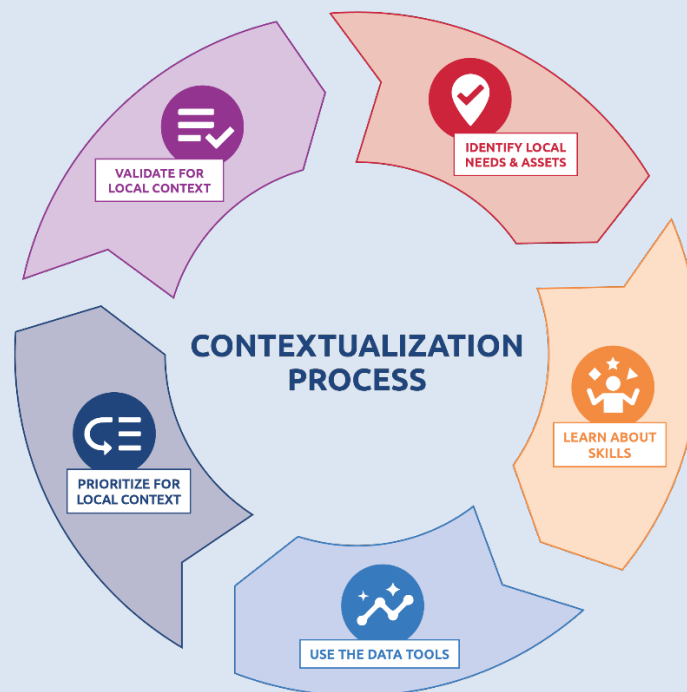 IDENTIFY LOCAL
NEEDS & ASSETS
VALIDATE FOR
LOCAL CONTEXT
CONTEXTUALIZATION
PROCESS
LEARN ABOUT
SKILLS
PRIORITIZE FOR
LOCAL CONTEXT
USE THE DATA TOOLS